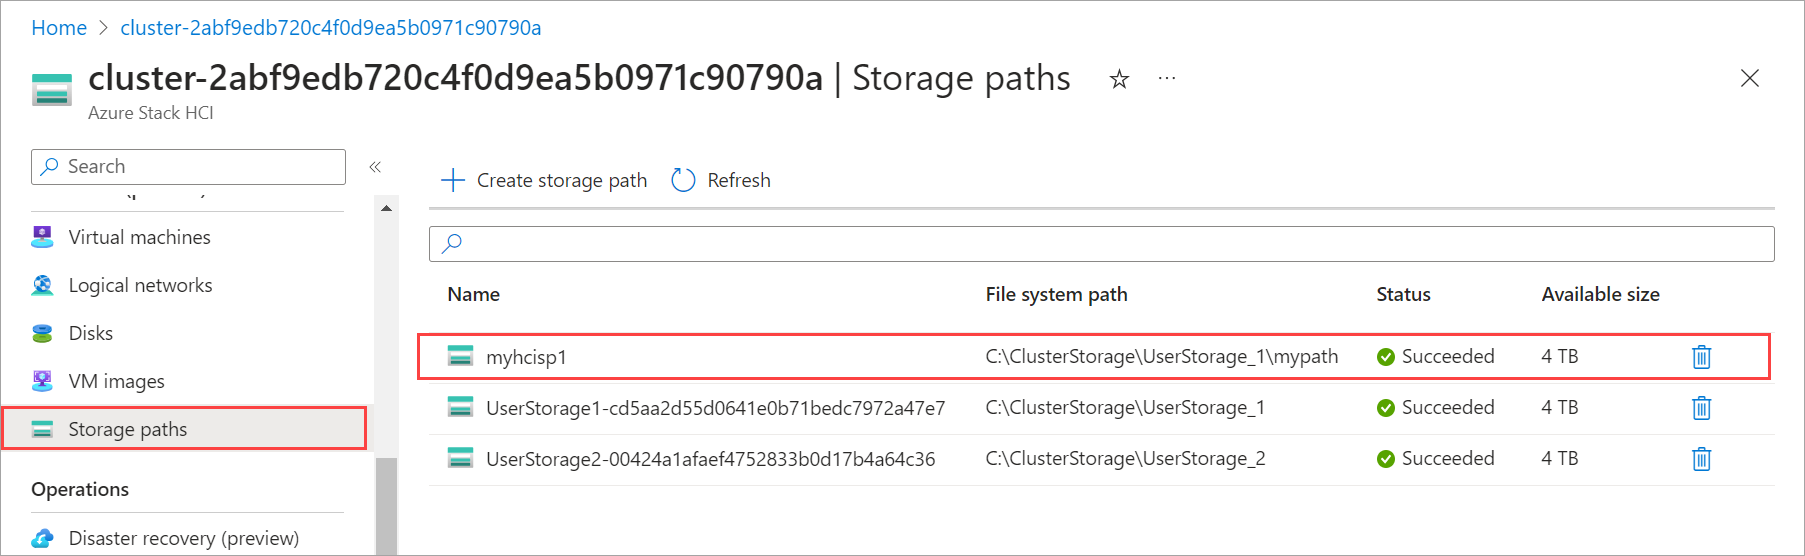 Home > cluster-2abf9edb720c4f0d9ea5b0971c90790a
cluster-2abf9edb720c4f0d9ea5b0971c90790a | Storage paths
Azure Stack HCI
Search
Create storage path Refresh
Virtual machines
Logical networks
Disks
VM images
Storage paths
Operations
Disaster recovery (preview)
Name File system path Status Available size
myhcisp1 C:\ClusterStorage\UserStorage_1\mypath Succeeded 4 TB
UserStorage1-cd5aa2d55d0641e0b71bedc7972a47e7 C:\ClusterStorage\UserStorage_1 Succeeded 4 TB
UserStorage2-00424a1afaef4752833b0d17b4a64c36 C:\ClusterStorage\UserStorage_2 Succeeded 4 TB